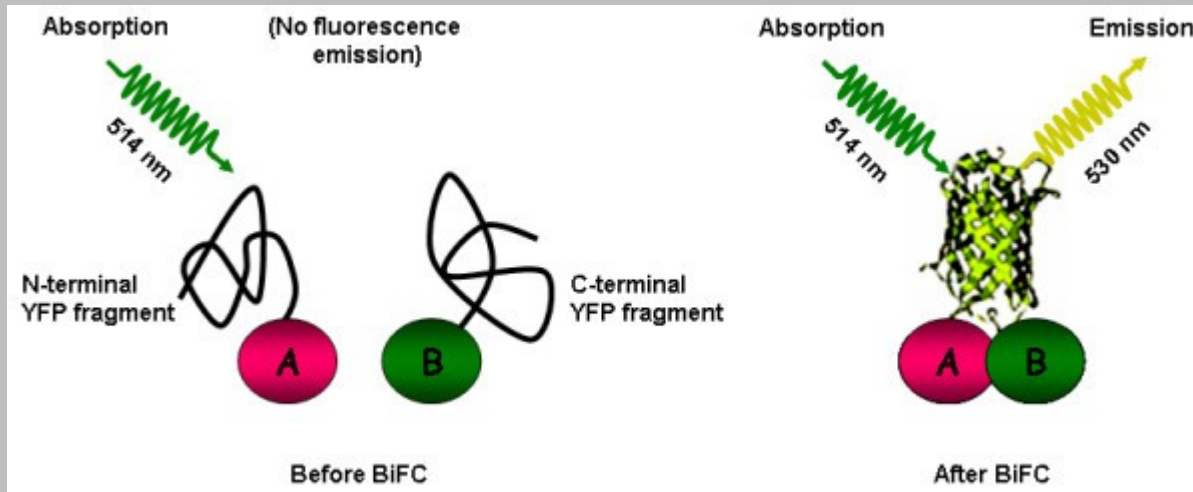 Absorption
(No fluorescence
emission)
514 nm
N-terminal
YFP fragment
A
B
C-terminal
YFP fragment
Before BiFC
Absorption
Emission
514 nm
530 nm
A
B
After BiFC